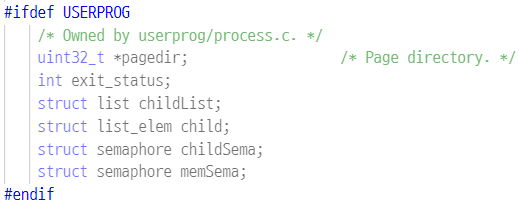 #ifdef USERPROG
/* Owned by userprog/process.c. */
uint32_t *pagedir; /* Page directory. */
int exit_status;
struct list childList;
struct list_elem child;
struct semaphore childSema;
struct semaphore memSema;
#endif